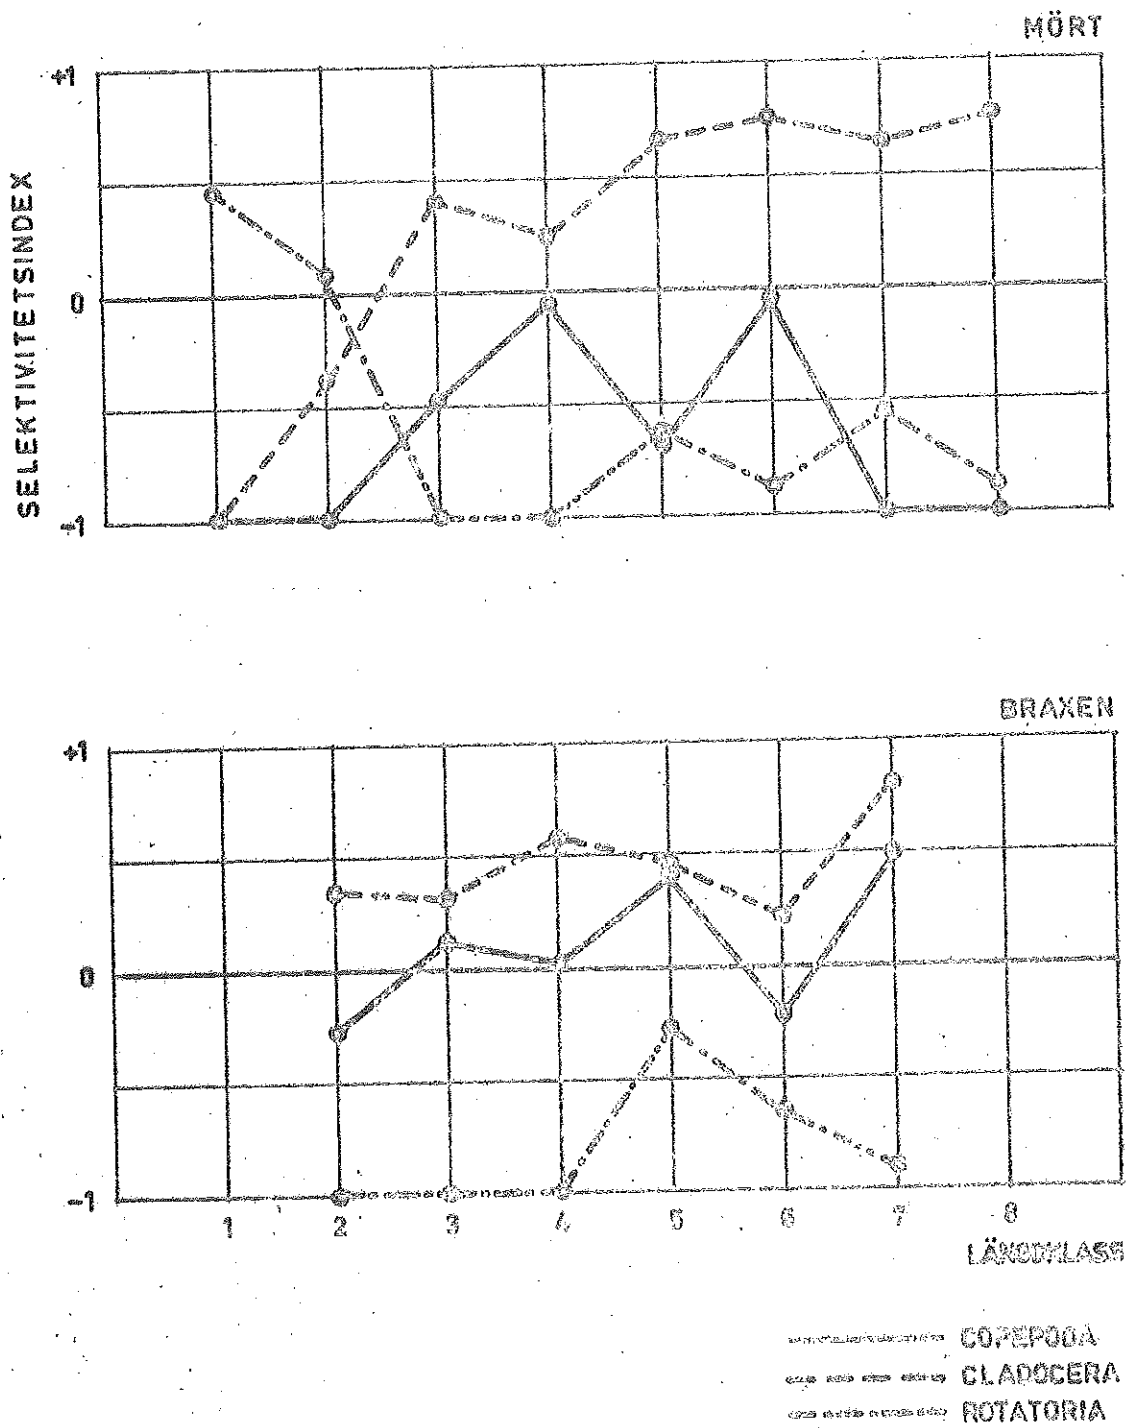 MÖRT
+1
0
-1
SELEKTIVITETSINDEX
BRAXEN
+1
0
-1
1 2 3 4 5 6 7 8
LÄNGDKLASS
COPEPODA
CLADOCERA
ROTATORIA